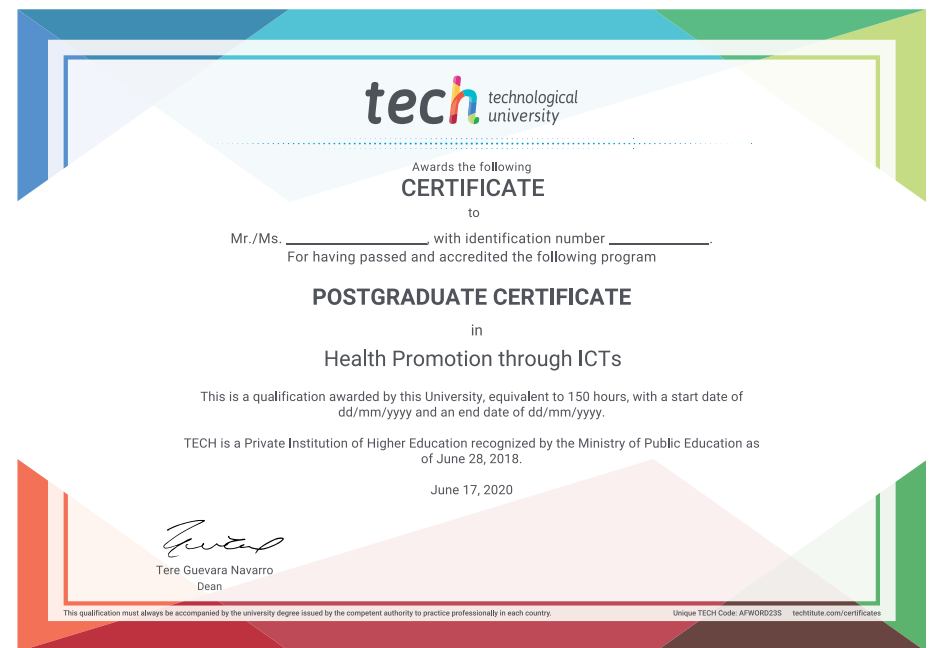 tech technological
university
Awards the following
CERTIFICATE
to
Mr./Ms. ____________________, with identification number ______________.
For having passed and accredited the following program
POSTGRADUATE CERTIFICATE
in
Health Promotion through ICTs
This is a qualification awarded by this University, equivalent to 150 hours, with a start date of
dd/mm/yyyy and an end date of dd/mm/yyyy.
TECH is a Private Institution of Higher Education recognized by the Ministry of Public Education as
of June 28, 2018.
June 17, 2020
Tere Guevara Navarro
Dean
This qualification must always be accompanied by the university degree issued by the competent authority to practice professionally in each country. Unique TECH Code: AFWORD23S techtitute.com/certificates